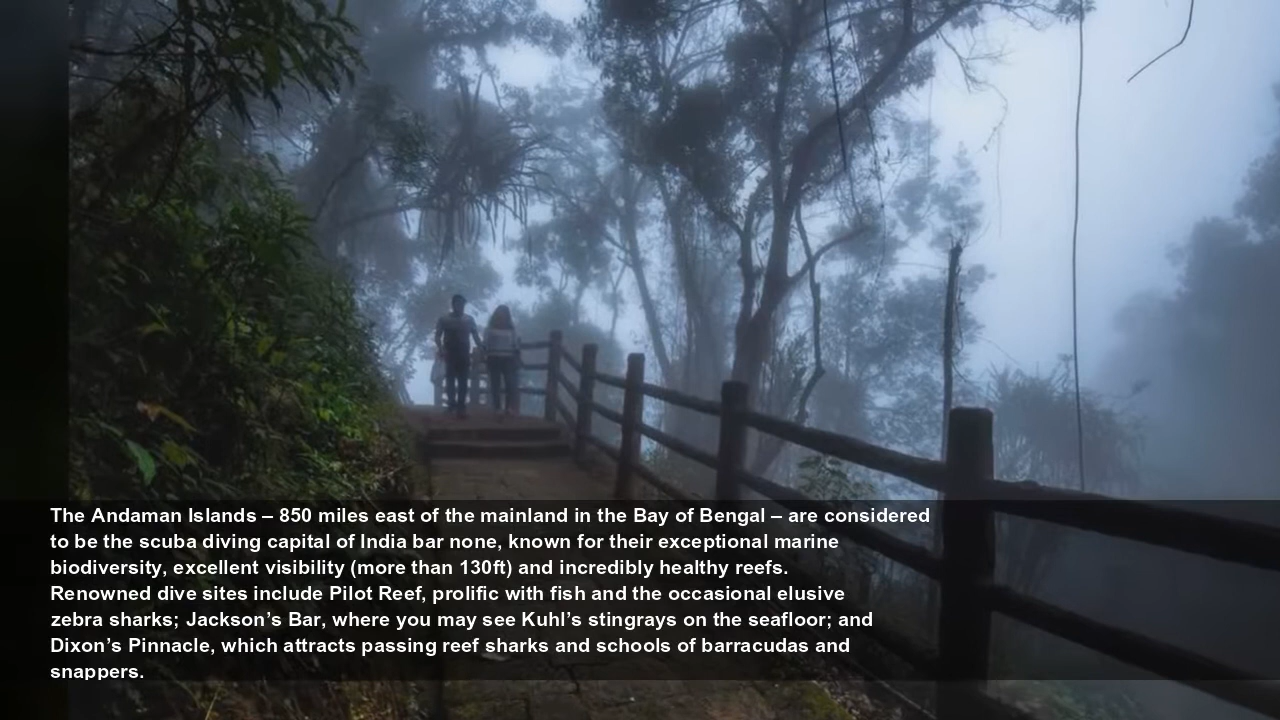 The Andaman Islands – 850 miles east of the mainland in the Bay of Bengal – are considered
to be the scuba diving capital of India bar none, known for their exceptional marine
biodiversity, excellent visibility (more than 130ft) and incredibly healthy reefs.
Renowned dive sites include Pilot Reef, prolific with fish and the occasional elusive
zebra sharks; Jackson’s Bar, where you may see Kuhl’s stingrays on the seafloor; and
Dixon’s Pinnacle, which attracts passing reef sharks and schools of barracudas and
snappers.